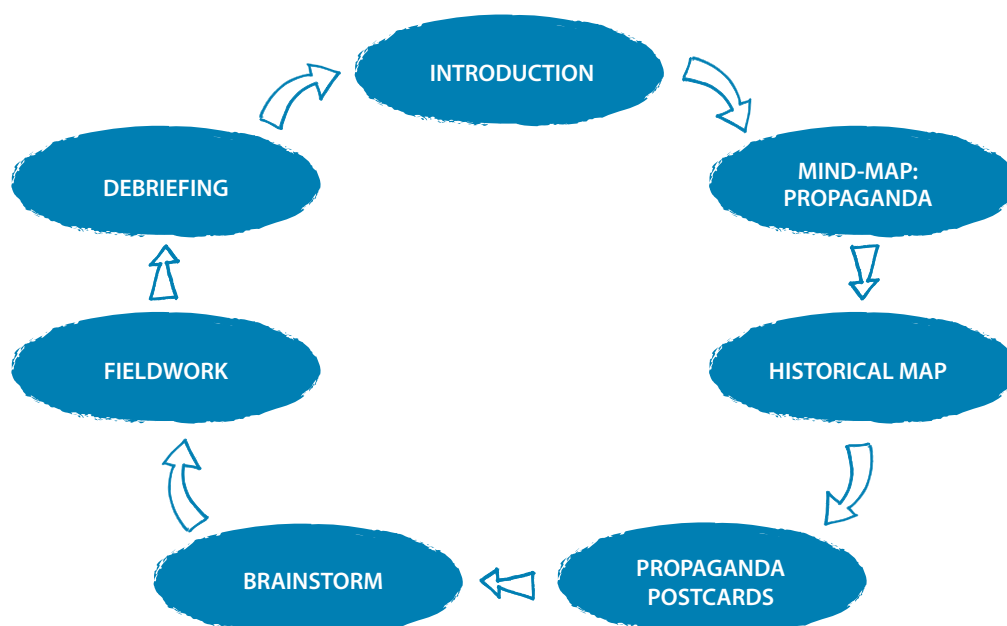 INTRODUCTION
MIND-MAP:
PROPAGANDA
HISTORICAL MAP
PROPAGANDA
POSTCARDS
BRAINSTORM
FIELDWORK
DEBRIEFING